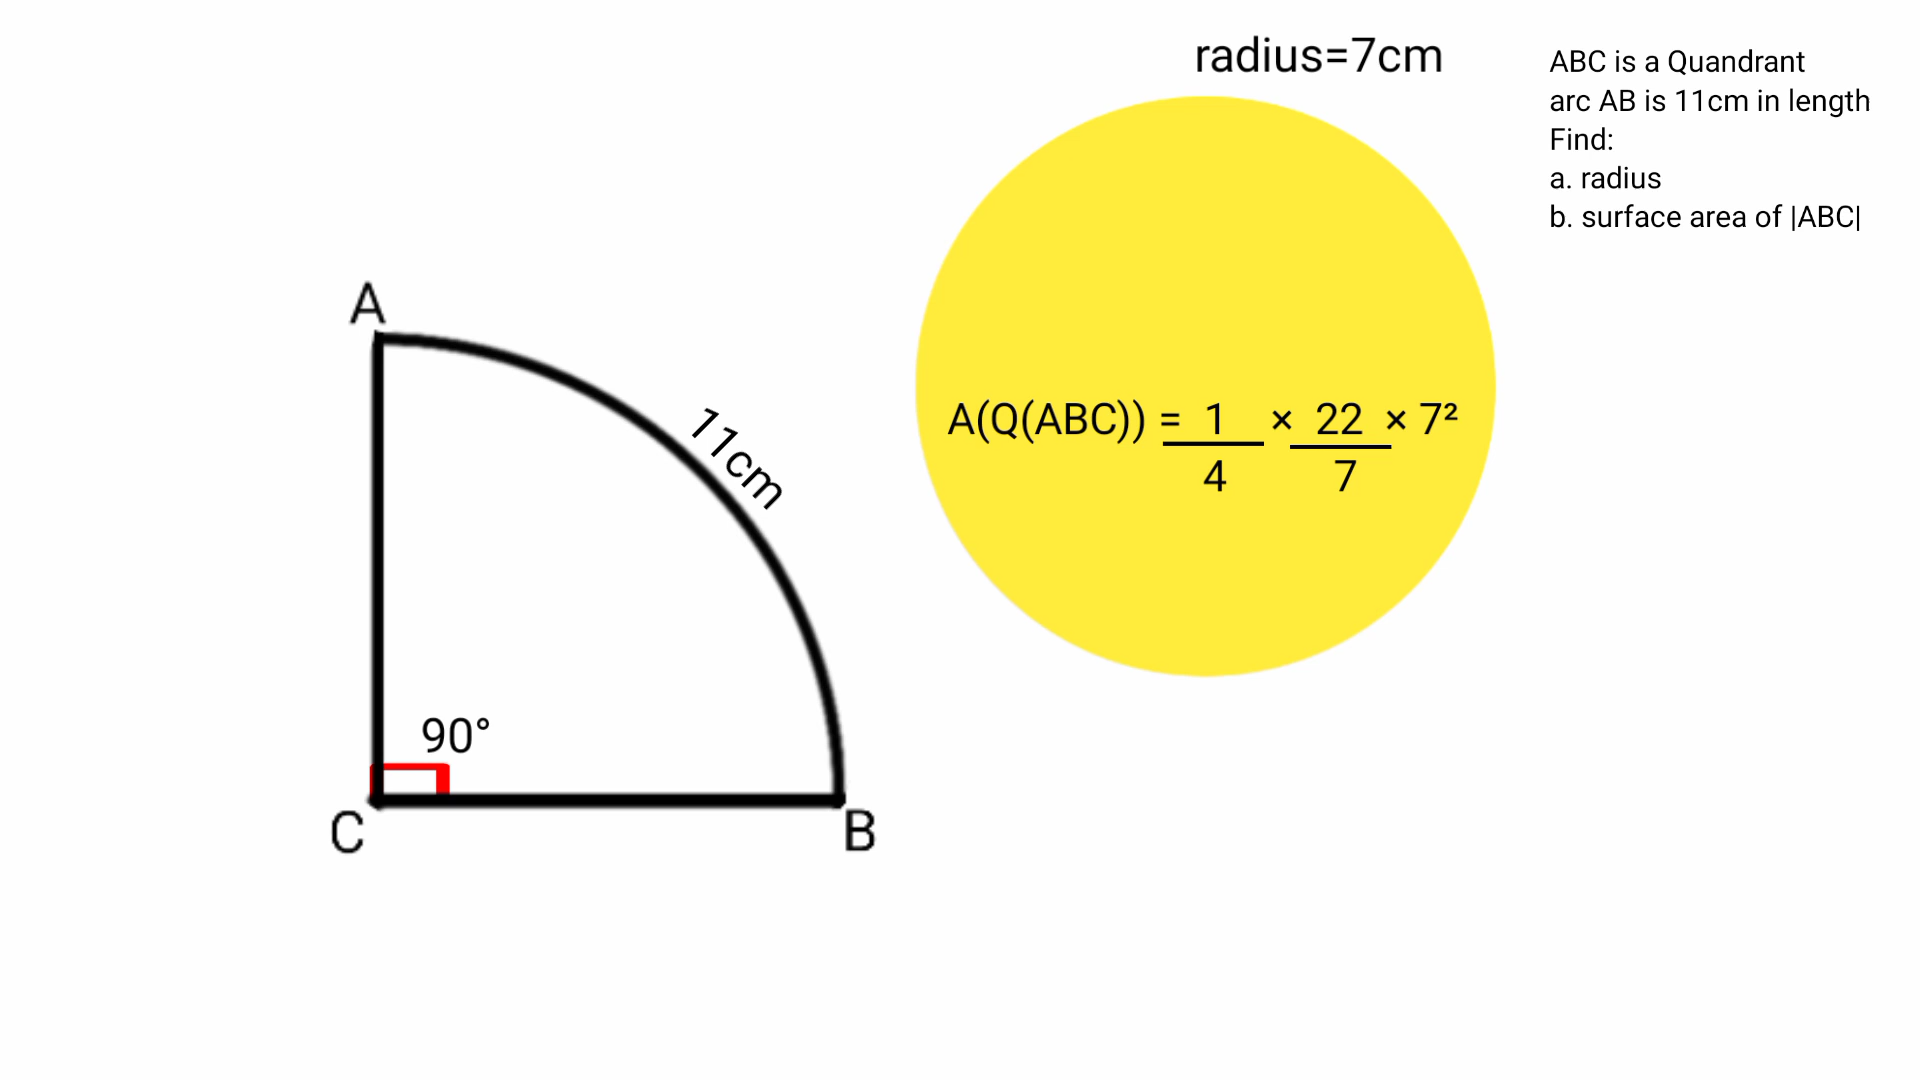 radius=7cm
ABC is a Quandrant
arc AB is 11cm in length
Find:
a. radius
b. surface area of |ABC|
A
11cm
A(Q(ABC)) = 1 × 22 × 7²
4 7
90°
C
B